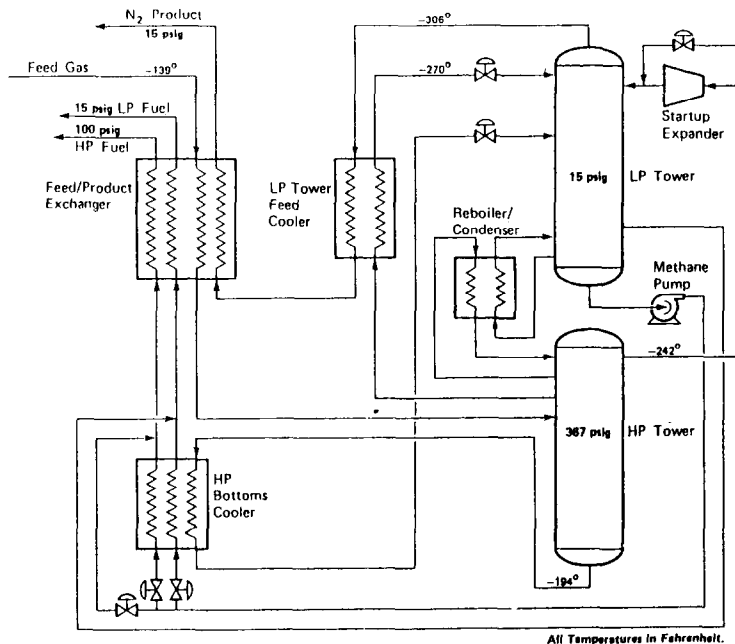 N2 Product
15 psig
-306°
Feed Gas
-139°
-270°
15 psig LP Fuel
100 psig
HP Fuel
Startup
Expander
Feed/Product
Exchanger
LP Tower
Feed
Cooler
15 psig
LP Tower
Reboiler/
Condenser
Methane
Pump
-242°
367 psig
HP Tower
HP
Bottoms
Cooler
-194°
All Temperatures in Fahrenheit.